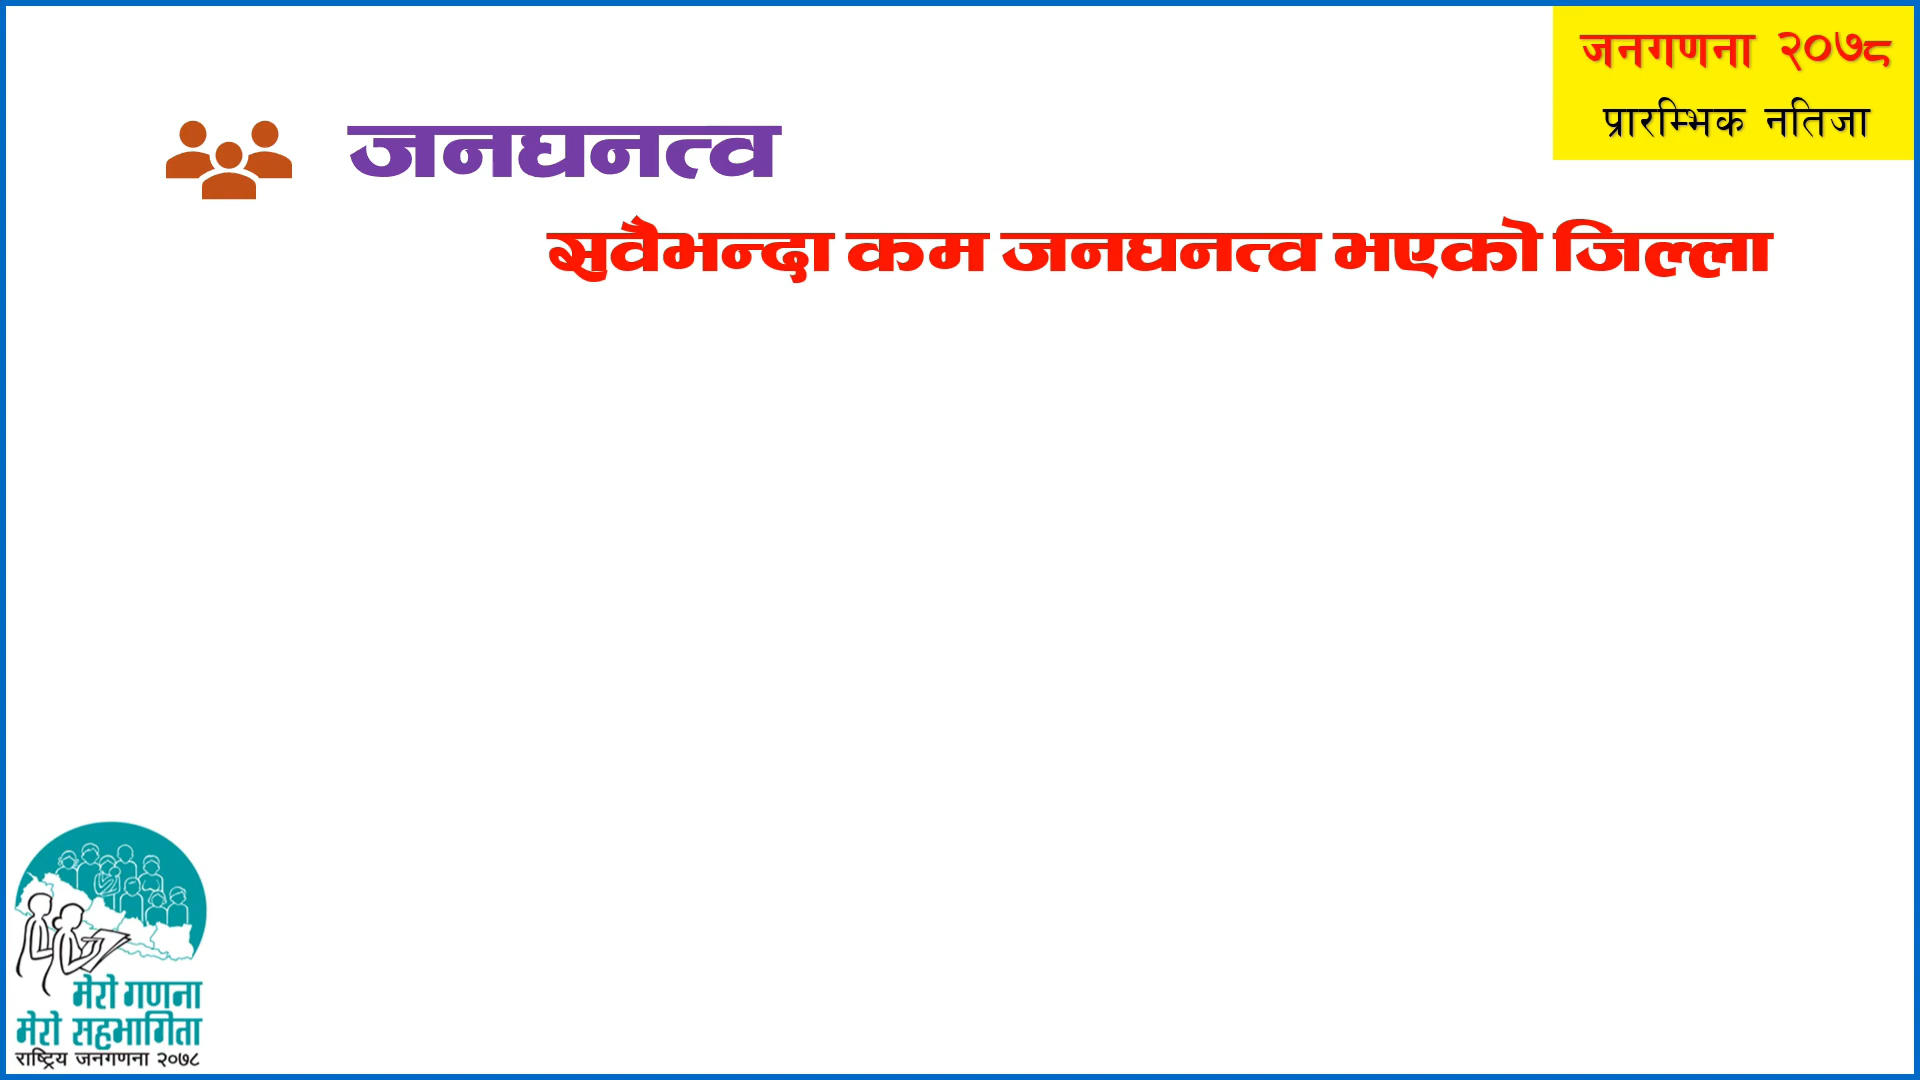 जनगणना २०७८
प्रारम्भिक नतिजा
जनघनत्व
सवैभन्दा कम जनघनत्व भएको जिल्ला
मेरो गणना
मेरो सहभागिता
राष्ट्रिय जनगणना २०७८